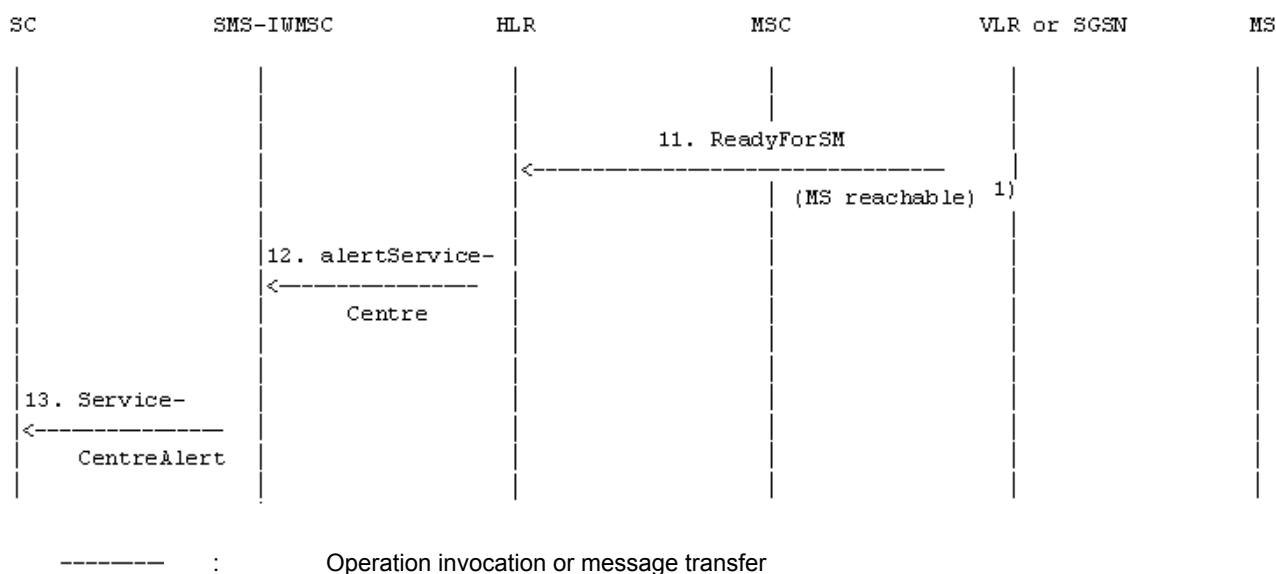 SC SMS-IWMSC HLR MSC VLR or SGSN MS
11. ReadyForSM
(MS reachable) 1)
12. alertService-
Centre
13. Service-
CentreAlert
-------- : Operation invocation or message transfer